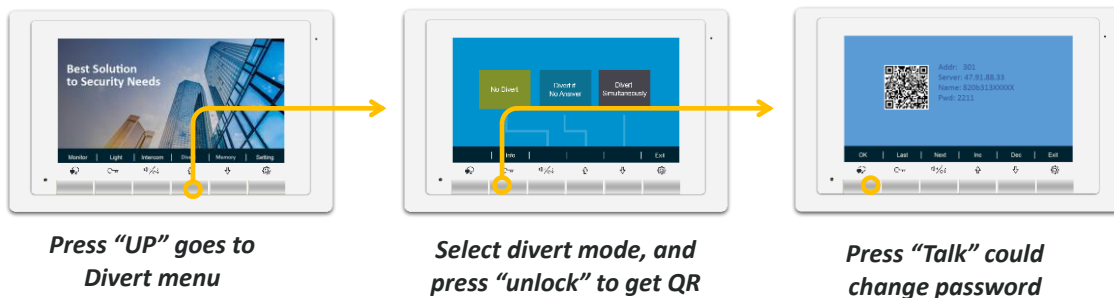 Best Solution
to Security Needs
Monitor | Light | Intercom | Divert | Memory | Setting
Press “UP” goes to
Divert menu
No Divert
Divert if
No Answer
Divert
Simultaneously
Info | Exit
Select divert mode, and
press “unlock” to get QR
Addr: 301
Server: 47.91.88.33
Name: 820b313XXXXX
Pwd: 2211
OK | Last | Next | Inc | Dec | Exit
Press “Talk” could
change password